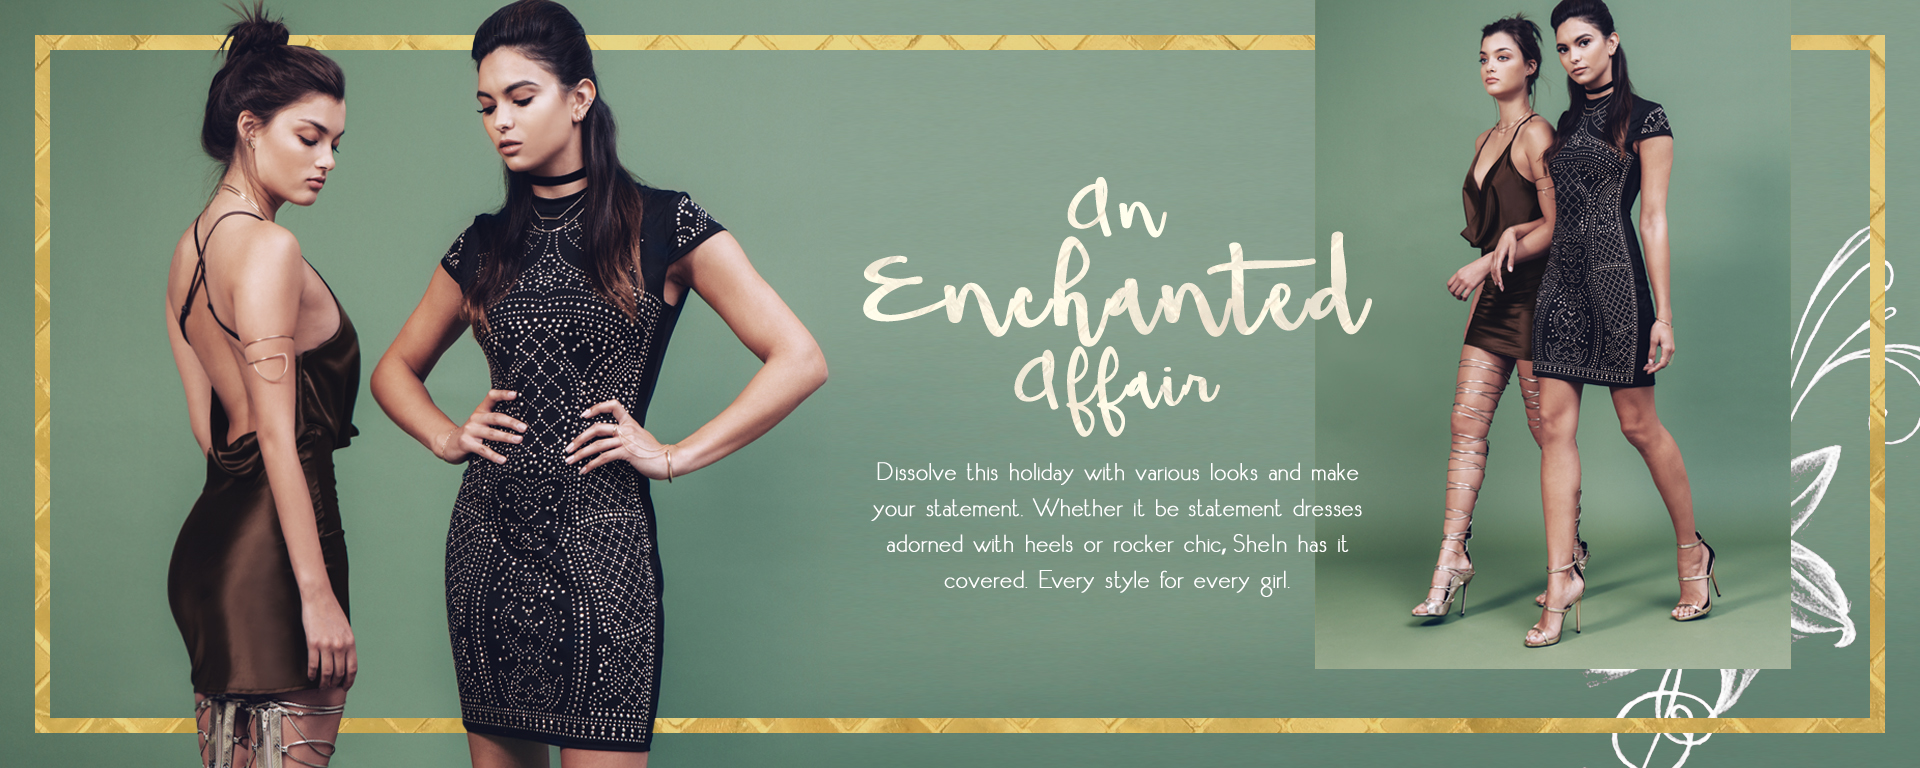 An
Enchanted
Affair
Dissolve this holiday with various looks and make
your statement. Whether it be statement dresses
adorned with heels or rocker chic, SheIn has it
covered. Every style for every girl.